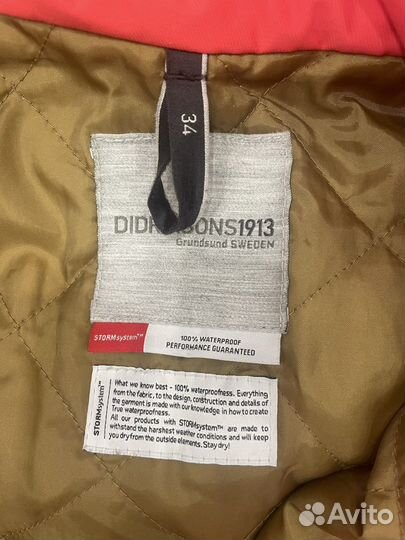 34
DIDRIKSONS1913
Grundsund SWEDEN
STORMsystem™
100% WATERPROOF
PERFORMANCE GUARANTEED
STORMsystem™
What we know best - 100% waterproofness. Everything
from the fabric, to the design, construction and details of
the garment is made with our knowledge in how to create
True waterproofness.
All our products with STORMsystem™ are made to
withstand the harshest weather conditions and will keep
you dry from the outside elements. Stay dry!
Avito